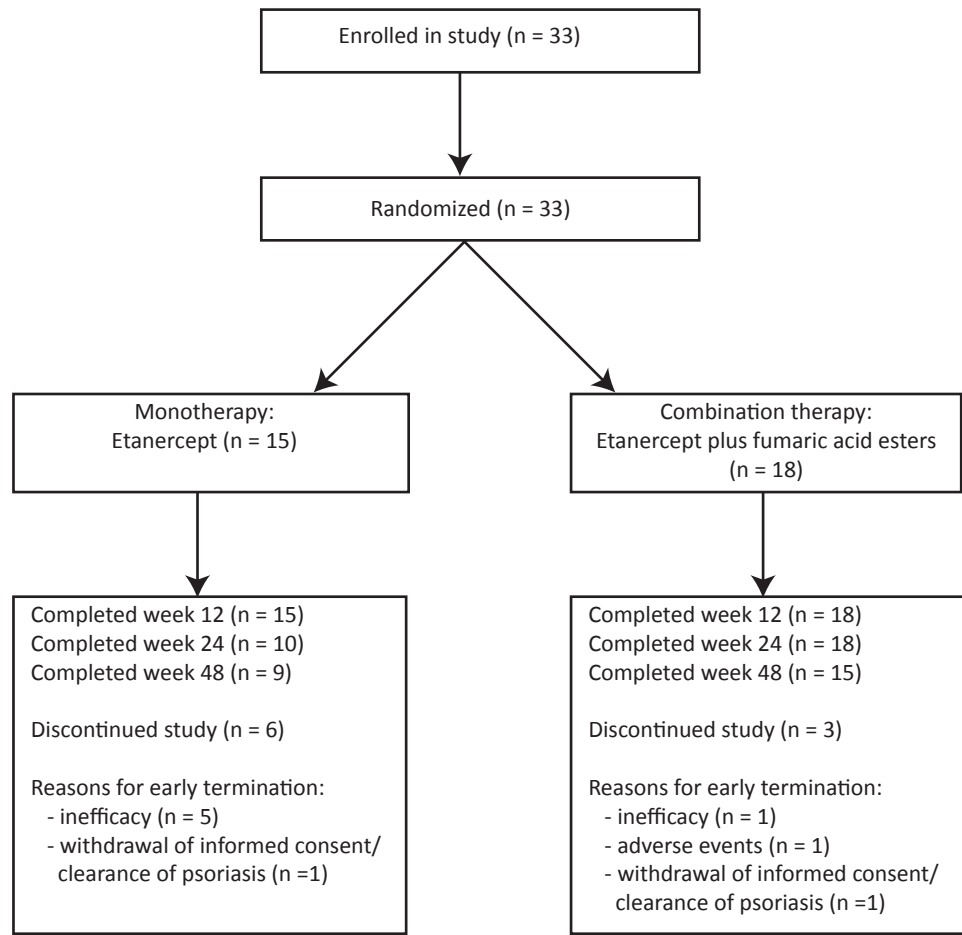 Enrolled in study (n = 33)
Randomized (n = 33)
Monotherapy:
Etanercept (n = 15)
Combination therapy:
Etanercept plus fumaric acid esters
(n = 18)
Completed week 12 (n = 15)
Completed week 24 (n = 10)
Completed week 48 (n = 9)
Discontinued study (n = 6)
Reasons for early termination:
- inefficacy (n = 5)
- withdrawal of informed consent/
clearance of psoriasis (n =1)
Completed week 12 (n = 18)
Completed week 24 (n = 18)
Completed week 48 (n = 15)
Discontinued study (n = 3)
Reasons for early termination:
- inefficacy (n = 1)
- adverse events (n = 1)
- withdrawal of informed consent/
clearance of psoriasis (n =1)